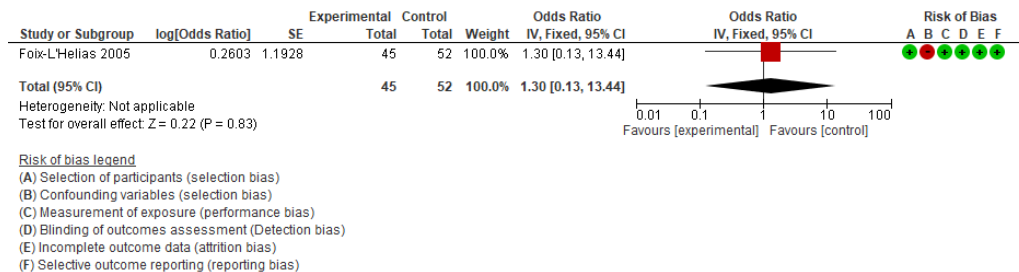 Experimental Control Odds Ratio Odds Ratio Risk of Bias
Study or Subgroup log[Odds Ratio] SE Total Total Weight IV, Fixed, 95% CI IV, Fixed, 95% CI A B C D E F
Foix-L'Helias 2005 0.2603 1.1928 45 52 100.0% 1.30 [0.13, 13.44] + - + + + +
Total (95% CI) 45 52 100.0% 1.30 [0.13, 13.44]
Heterogeneity: Not applicable
Test for overall effect: Z = 0.22 (P = 0.83)
0.01 0.1 1 10 100
Favours [experimental] Favours [control]
Risk of bias legend
(A) Selection of participants (selection bias)
(B) Confounding variables (selection bias)
(C) Measurement of exposure (performance bias)
(D) Blinding of outcomes assessment (Detection bias)
(E) Incomplete outcome data (attrition bias)
(F) Selective outcome reporting (reporting bias)